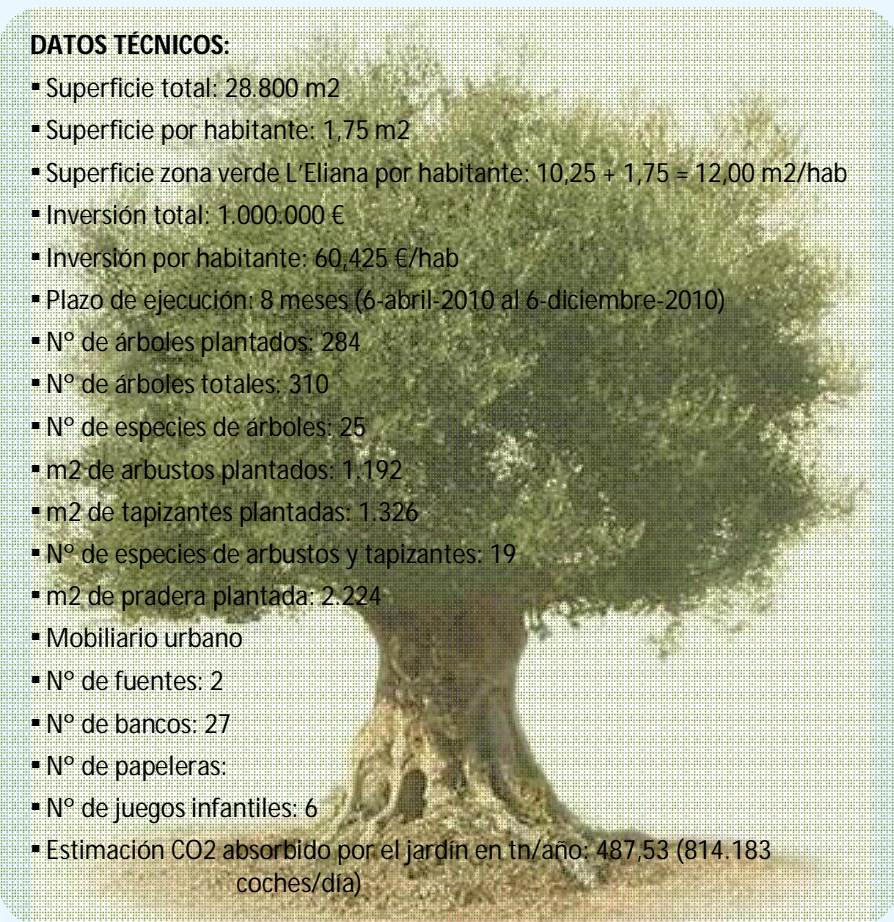 DATOS TÉCNICOS:
▪ Superficie total: 28.800 m2
▪ Superficie por habitante: 1,75 m2
▪ Superficie zona verde L'Eliana por habitante: 10,25 + 1,75 = 12,00 m2/hab
▪ Inversión total: 1.000.000 €
▪ Inversión por habitante: 60,425 €/hab
▪ Plazo de ejecución: 8 meses (6-abril-2010 al 6-diciembre-2010)
▪ Nº de árboles plantados: 284
▪ Nº de árboles totales: 310
▪ Nº de especies de árboles: 25
▪ m2 de arbustos plantados: 1.192
▪ m2 de tapizantes plantadas: 1.326
▪ Nº de especies de arbustos y tapizantes: 19
▪ m2 de pradera plantada: 2.224
▪ Mobiliario urbano
▪ Nº de fuentes: 2
▪ Nº de bancos: 27
▪ Nº de papeleras:
▪ Nº de juegos infantiles: 6
▪ Estimación CO2 absorbido por el jardín en tn/año: 487,53 (814.183
coches/día)